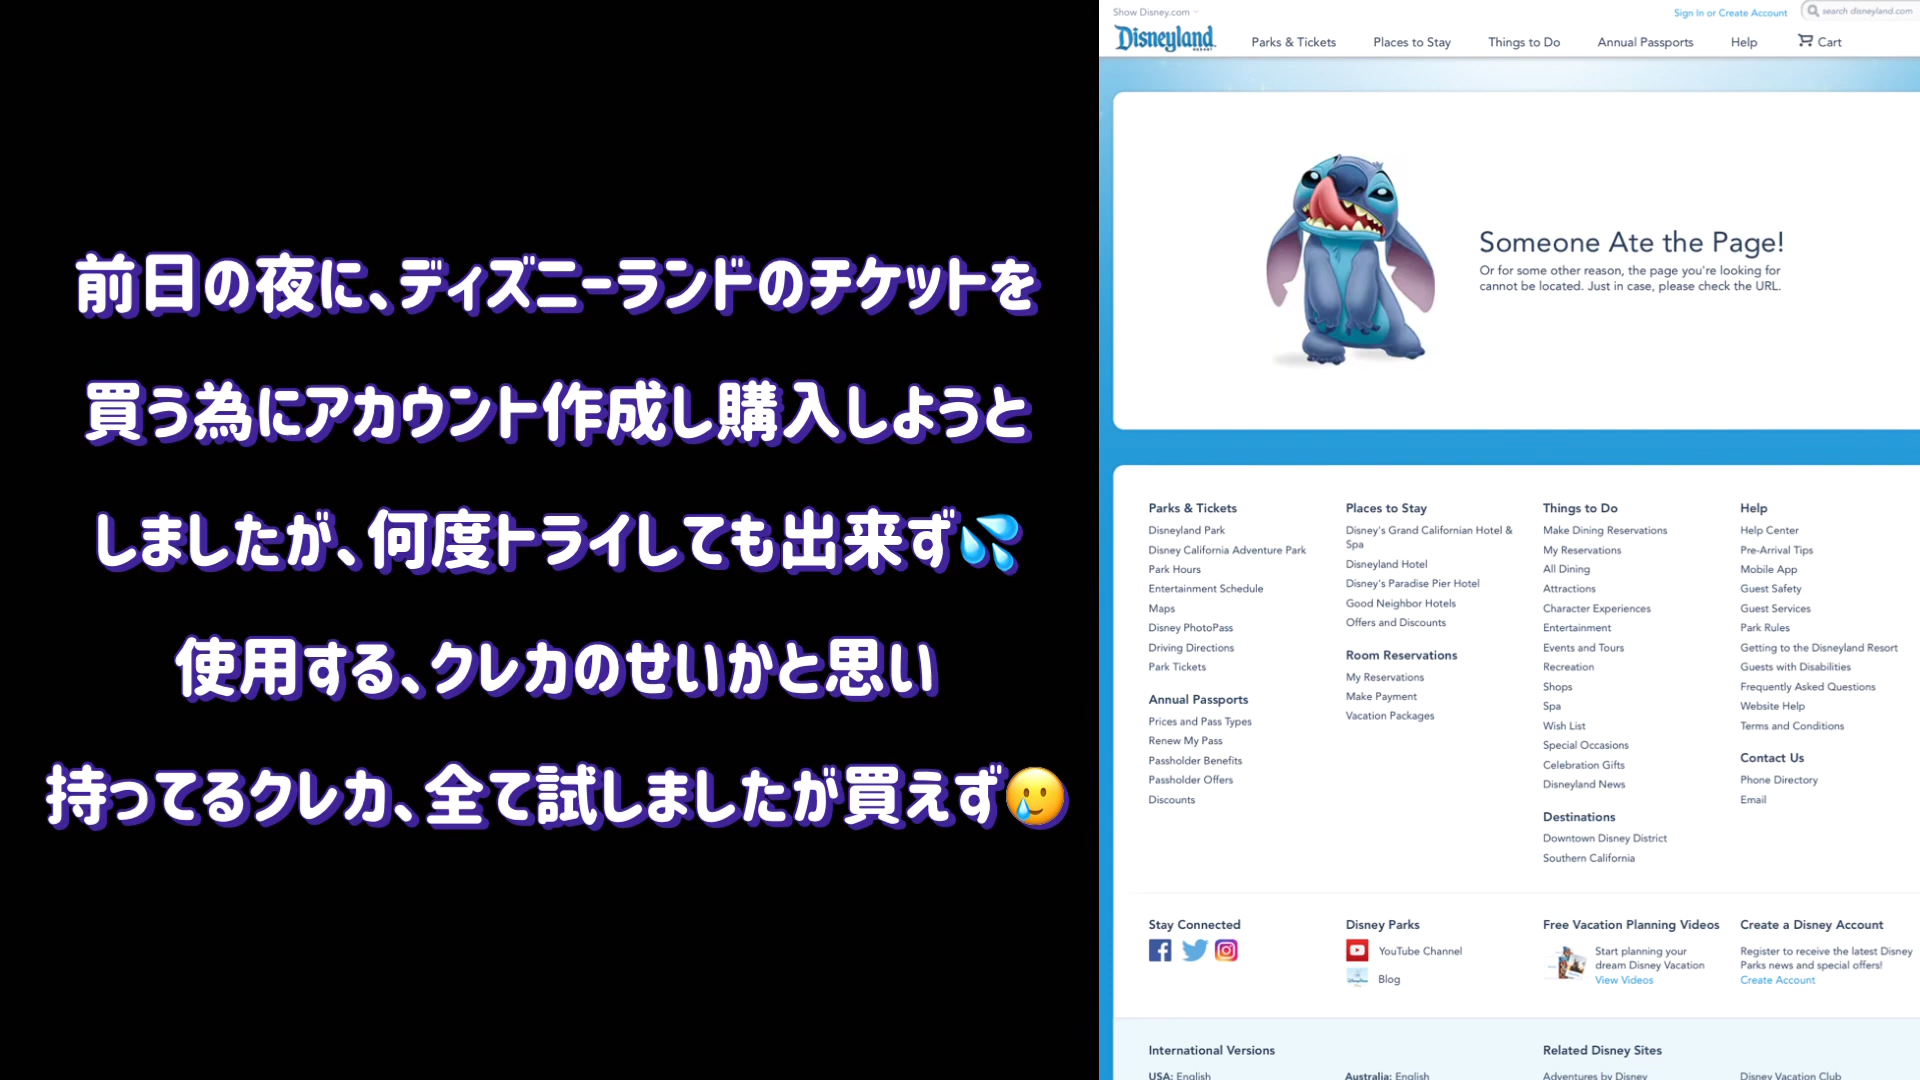 前日の夜に、ディズニーランドのチケットを
買う為にアカウント作成し購入しようと
しましたが、何度トライしても出来ず💦
使用する、クレカのせいかと思い
持ってるクレカ、全て試しましたが買えず🥲
Show Disney.com
Sign In or Create Account
search disneyland.com
Disneyland
RESORT
Parks & Tickets
Places to Stay
Things to Do
Annual Passports
Help
Cart
Someone Ate the Page!
Or for some other reason, the page you're looking for
cannot be located. Just in case, please check the URL.
Parks & Tickets
Disneyland Park
Disney California Adventure Park
Park Hours
Entertainment Schedule
Maps
Disney PhotoPass
Driving Directions
Park Tickets
Annual Passports
Prices and Pass Types
Renew My Pass
Passholder Benefits
Passholder Offers
Discounts
Places to Stay
Disney's Grand Californian Hotel &
Spa
Disneyland Hotel
Disney's Paradise Pier Hotel
Good Neighbor Hotels
Offers and Discounts
Room Reservations
My Reservations
Make Payment
Vacation Packages
Things to Do
Make Dining Reservations
My Reservations
All Dining
Attractions
Character Experiences
Entertainment
Events and Tours
Recreation
Shops
Spa
Wish List
Special Occasions
Celebration Gifts
Disneyland News
Destinations
Downtown Disney District
Southern California
Help
Help Center
Pre-Arrival Tips
Mobile App
Guest Safety
Guest Services
Park Rules
Getting to the Disneyland Resort
Guests with Disabilities
Frequently Asked Questions
Website Help
Terms and Conditions
Contact Us
Phone Directory
Email
Stay Connected
Disney Parks
YouTube Channel
Blog
Free Vacation Planning Videos
Start planning your
dream Disney Vacation
View Videos
Create a Disney Account
Register to receive the latest Disney
Parks news and special offers!
Create Account
International Versions
USA: English
Australia: English
Related Disney Sites
Adventures by Disney
Disney Vacation Club